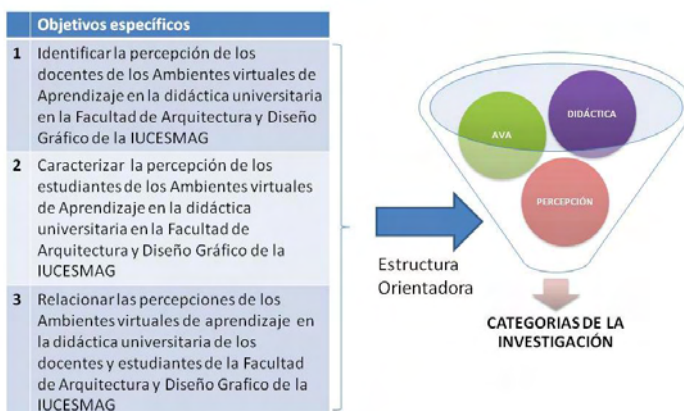 Objetivos específicos
1 Identificar la percepción de los
docentes de los Ambientes virtuales de
Aprendizaje en la didáctica universitaria
en la Facultad de Arquitectura y Diseño
Gráfico de la IUCESMAG
2 Caracterizar la percepción de los
estudiantes de los Ambientes virtuales
de Aprendizaje en la didáctica
universitaria en la Facultad de
Arquitectura y Diseño Gráfico de la
IUCESMAG
3 Relacionar las percepciones de los
Ambientes virtuales de aprendizaje en
la didáctica universitaria de los
docentes y estudiantes de la Facultad
de Arquitectura y Diseño Grafico de la
IUCESMAG
Estructura
Orientadora
AVA
DIDÁCTICA
PERCEPCIÓN
CATEGORIAS DE LA
INVESTIGACIÓN